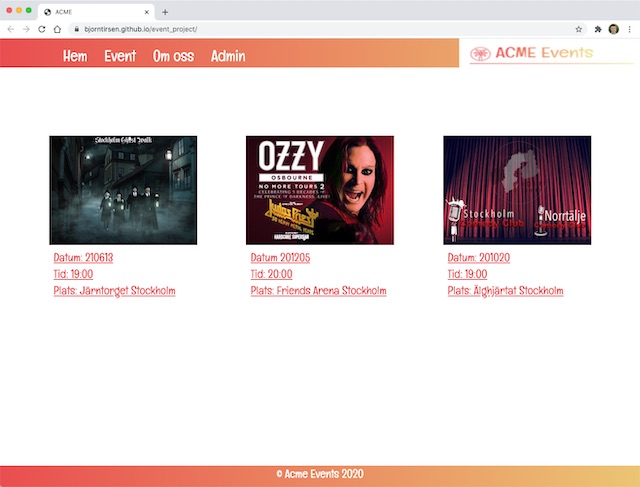 ACME
bjorntirsen.github.io/event_project/
Hem Event Om oss Admin
ACME Events
Stockholm Ghost Walk
OZZY
OSBOURNE
NO MORE TOURS 2
CELEBRATING 5 DECADES OF
THE PRINCE OF DARKNESS, LIVE!
Judas Priest
Stockholm
Comedy Club
Norrtälje
Datum: 210613
Tid: 19:00
Plats: Järntorget Stockholm
Datum 201205
Tid: 20:00
Plats: Friends Arena Stockholm
Datum: 201020
Tid: 19:00
Plats: Älghjärtat Stockholm
© Acme Events 2020